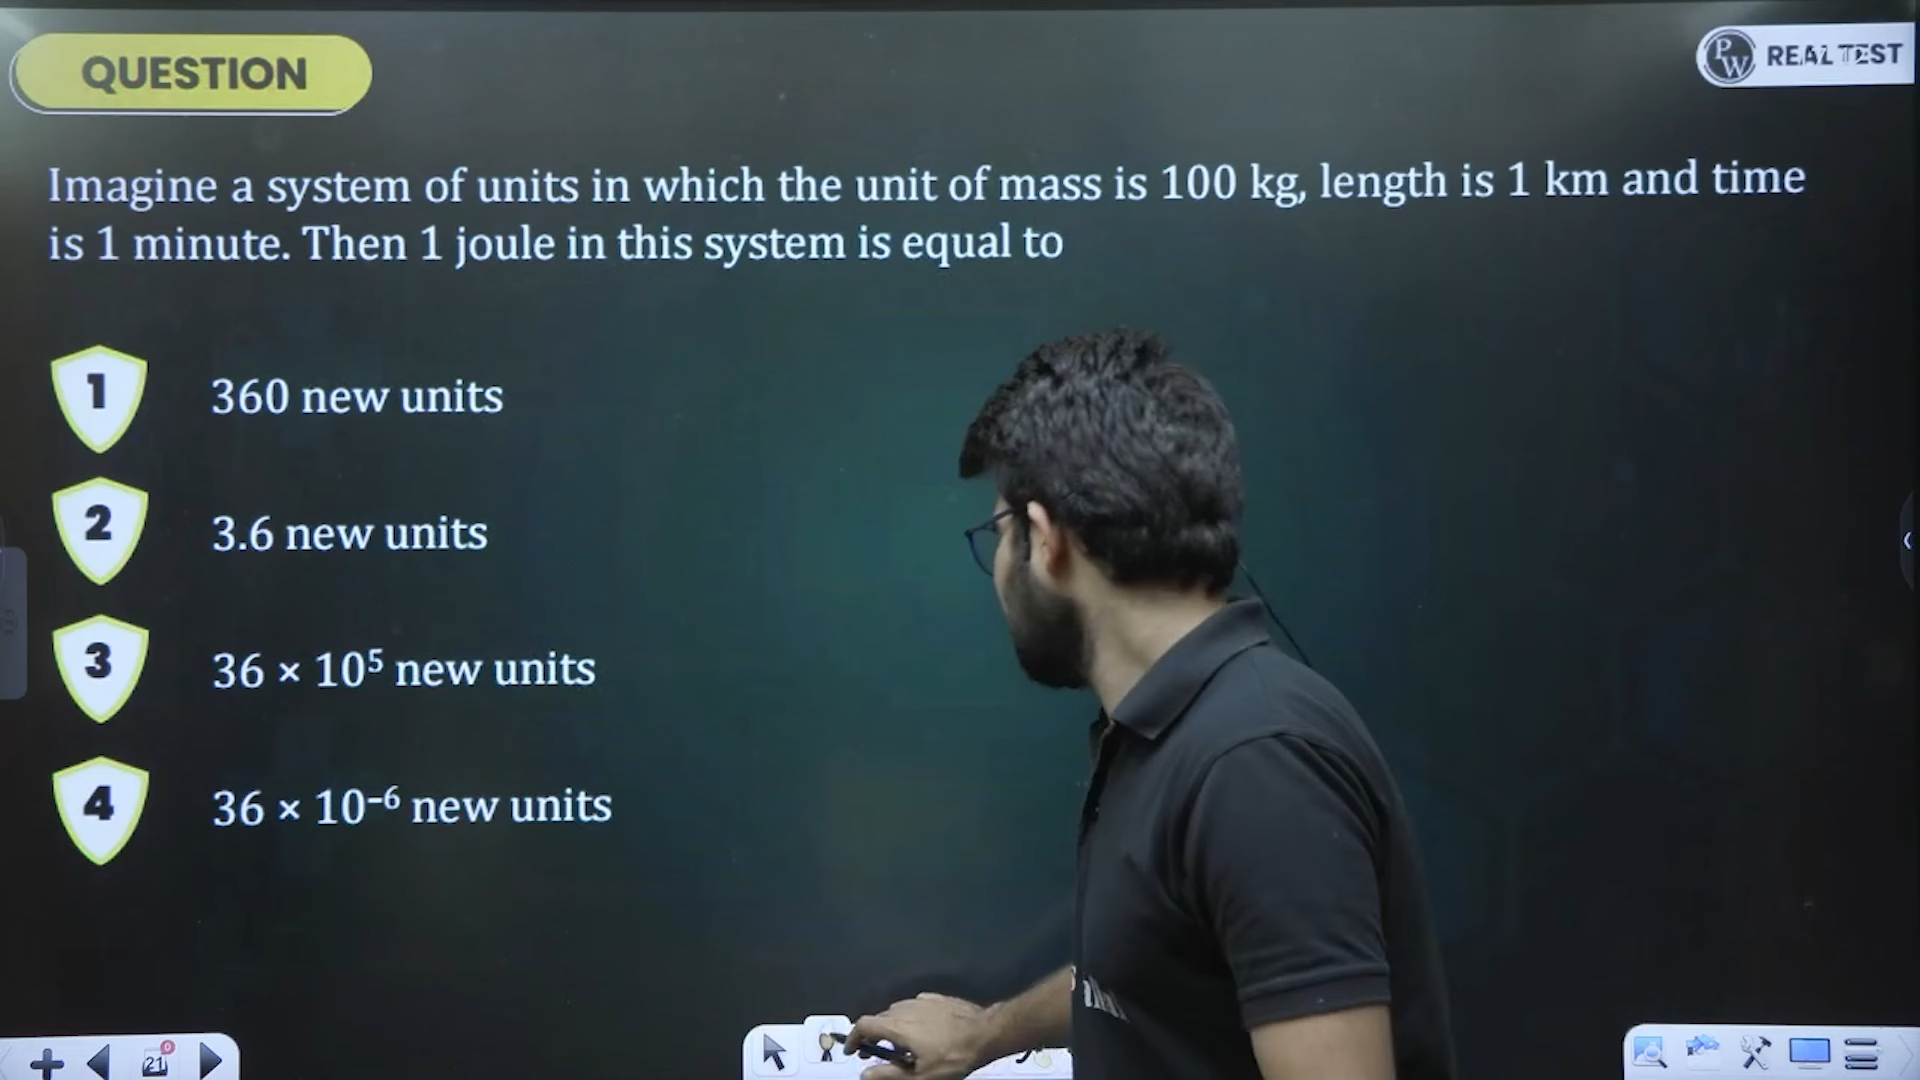 QUESTION
PW REAL TEST
Imagine a system of units in which the unit of mass is 100 kg, length is 1 km and time
is 1 minute. Then 1 joule in this system is equal to
1 360 new units
2 3.6 new units
3 36 × 10⁵ new units
4 36 × 10⁻⁶ new units
21
0